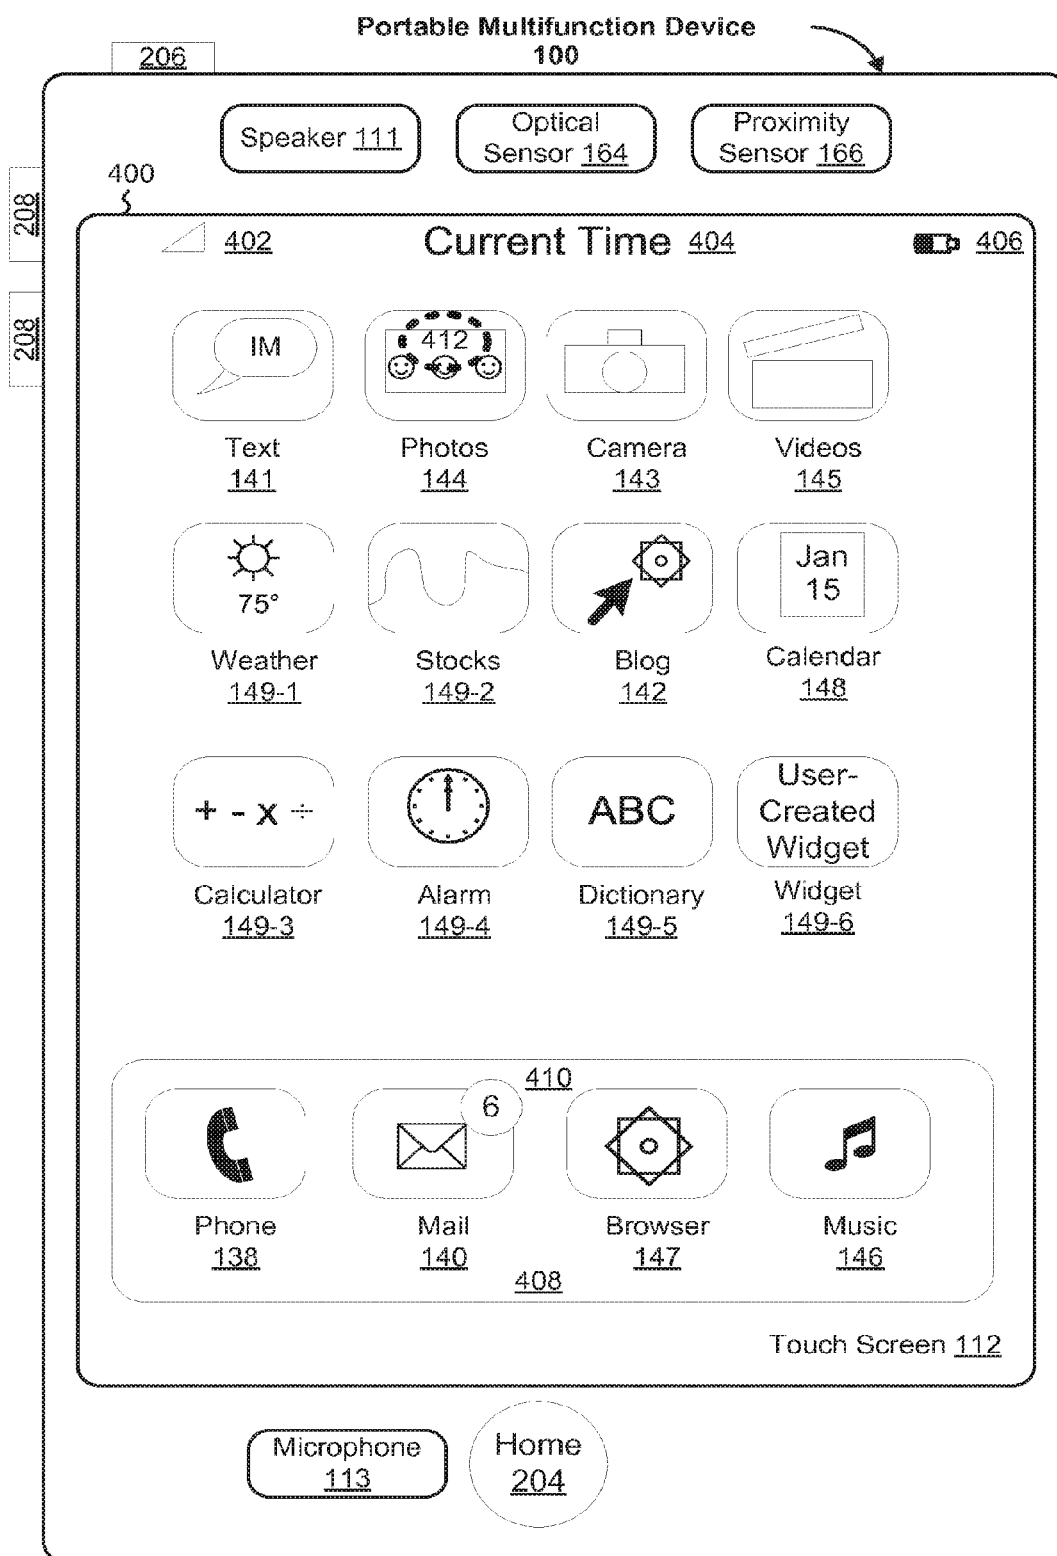 Portable Multifunction Device
100
206
Speaker 111
Optical
Sensor 164
Proximity
Sensor 166
208
208
400
402
Current Time 404
406
IM
412
Text
141
Photos
144
Camera
143
Videos
145
75°
Jan
15
Weather
149-1
Stocks
149-2
Blog
142
Calendar
148
+ - x ÷
ABC
User-
Created
Widget
Calculator
149-3
Alarm
149-4
Dictionary
149-5
Widget
149-6
410
6
Phone
138
Mail
140
Browser
147
Music
146
408
Touch Screen 112
Microphone
113
Home
204